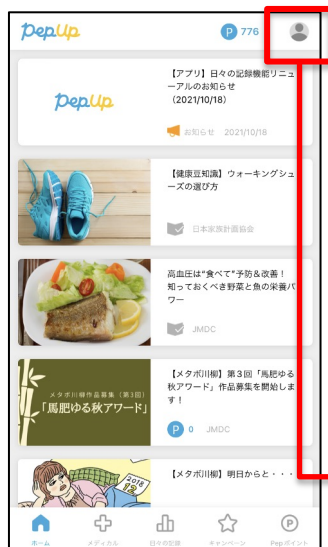 PepUp
P 776
【アプリ】日々の記録機能リニュ
ーアルのお知らせ
（2021/10/18）
PepUp
お知らせ 2021/10/18
【健康豆知識】ウォーキングシュ
ーズの選び方
日本家族計画協会
高血圧は“食べて”予防&改善！
知っておくべき野菜と魚の栄養パ
ワー
JMDC
メタボ川柳作品募集（第3回）
「馬肥ゆる秋アワード」
【メタボ川柳】第３回「馬肥ゆる
秋アワード」作品募集を開始しま
す！
P 0 JMDC
2018
12
【メタボ川柳】明日からと・・・
ホーム
メディカル
日々の記録
キャンペーン
P
Pepポイント